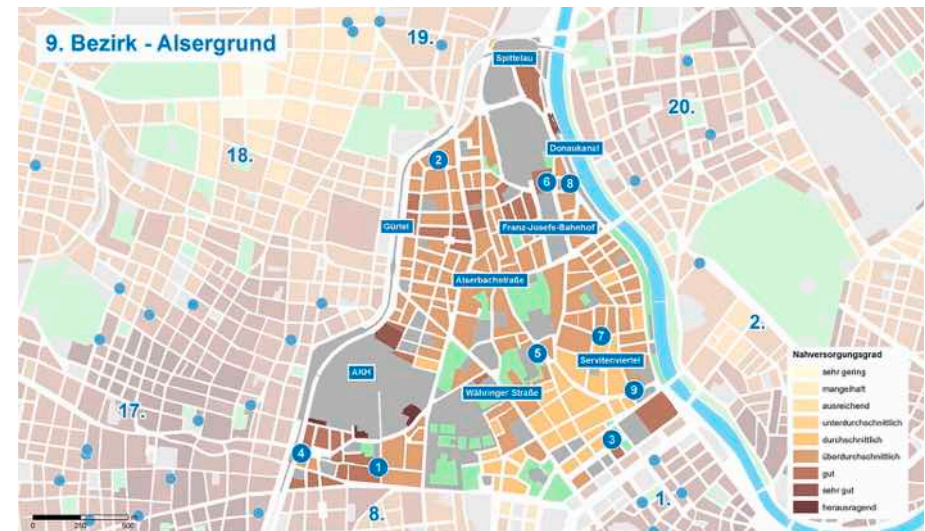 9. Bezirk - Alsergrund
19.
Spittelau
20.
Donaukanal
18.
2
6
8
Gürtel
Franz-Josefs-Bahnhof
Alserbachstraße
2.
7
5
Servitenviertel
AKH
Währinger Straße
9
17.
3
4
1
1.
8.
Nahversorgungsgrad
sehr gering
mangelhaft
ausreichend
unterdurchschnittlich
durchschnittlich
überdurchschnittlich
gut
sehr gut
herausragend
0 250 500 m